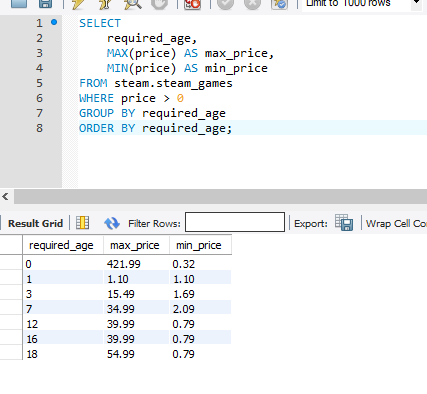 Limit to 1000 rows
1 SELECT
2 required_age,
3 MAX(price) AS max_price,
4 MIN(price) AS min_price
5 FROM steam.steam_games
6 WHERE price > 0
7 GROUP BY required_age
8 ORDER BY required_age;
Result Grid Filter Rows: Export: Wrap Cell Co
required_age max_price min_price
0 421.99 0.32
1 1.10 1.10
3 15.49 1.69
7 34.99 2.09
12 39.99 0.79
16 39.99 0.79
18 54.99 0.79